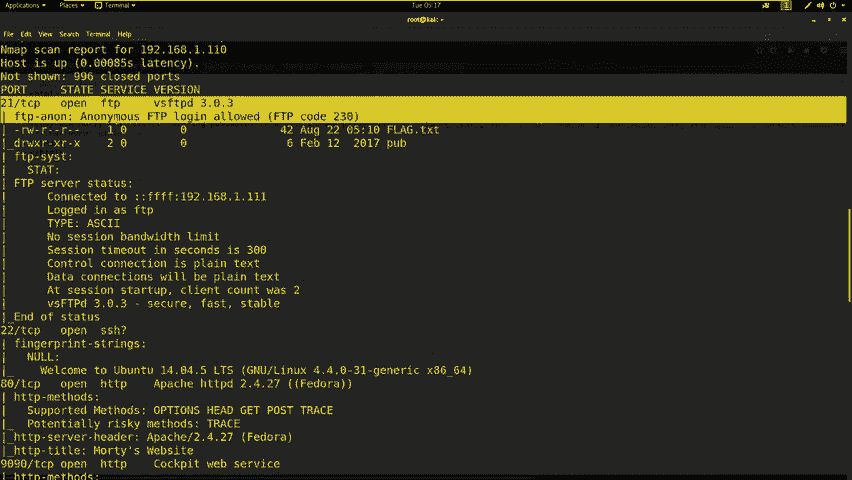 Applications ▾ Places ▾ Terminal ▾ Tue 05:17 1
root@kali: ~
File Edit View Search Terminal Help
Nmap scan report for 192.168.1.110
Host is up (0.00085s latency).
Not shown: 996 closed ports
PORT STATE SERVICE VERSION
21/tcp open ftp vsftpd 3.0.3
| ftp-anon: Anonymous FTP login allowed (FTP code 230)
| -rw-r--r-- 1 0 0 42 Aug 22 05:10 FLAG.txt
|_drwxr-xr-x 2 0 0 6 Feb 12 2017 pub
| ftp-syst:
| STAT:
| FTP server status:
| Connected to ::ffff:192.168.1.111
| Logged in as ftp
| TYPE: ASCII
| No session bandwidth limit
| Session timeout in seconds is 300
| Control connection is plain text
| Data connections will be plain text
| At session startup, client count was 2
| vsFTPd 3.0.3 - secure, fast, stable
|_End of status
22/tcp open ssh?
| fingerprint-strings:
| NULL:
|_ Welcome to Ubuntu 14.04.5 LTS (GNU/Linux 4.4.0-31-generic x86_64)
80/tcp open http Apache httpd 2.4.27 ((Fedora))
| http-methods:
| Supported Methods: OPTIONS HEAD GET POST TRACE
|_ Potentially risky methods: TRACE
|_http-server-header: Apache/2.4.27 (Fedora)
|_http-title: Morty's Website
9090/tcp open http Cockpit web service
| http-methods: